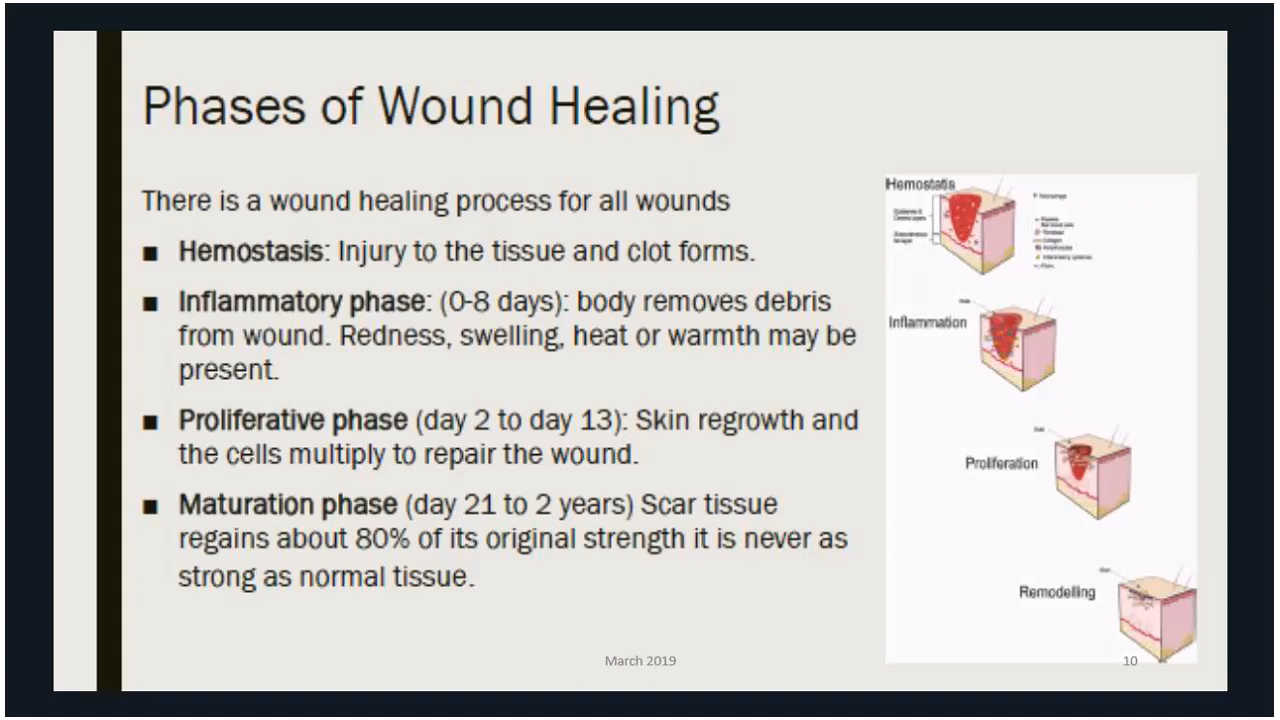 Phases of Wound Healing
There is a wound healing process for all wounds
■ Hemostasis: Injury to the tissue and clot forms.
■ Inflammatory phase: (0-8 days): body removes debris
from wound. Redness, swelling, heat or warmth may be
present.
■ Proliferative phase (day 2 to day 13): Skin regrowth and
the cells multiply to repair the wound.
■ Maturation phase (day 21 to 2 years) Scar tissue
regains about 80% of its original strength it is never as
strong as normal tissue.
Hemostatis
Inflammation
Proliferation
Remodelling
March 2019
10